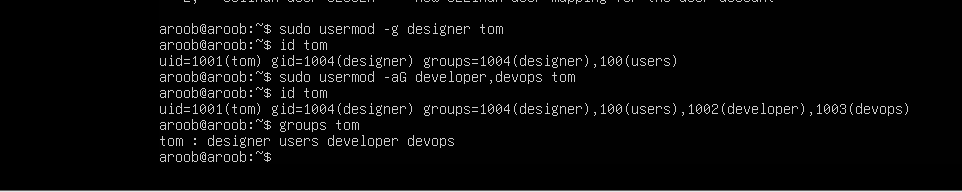 aroob@aroob:~$ sudo usermod -g designer tom
aroob@aroob:~$ id tom
uid=1001(tom) gid=1004(designer) groups=1004(designer),100(users)
aroob@aroob:~$ sudo usermod -aG developer,devops tom
aroob@aroob:~$ id tom
uid=1001(tom) gid=1004(designer) groups=1004(designer),100(users),1002(developer),1003(devops)
aroob@aroob:~$ groups tom
tom : designer users developer devops
aroob@aroob:~$